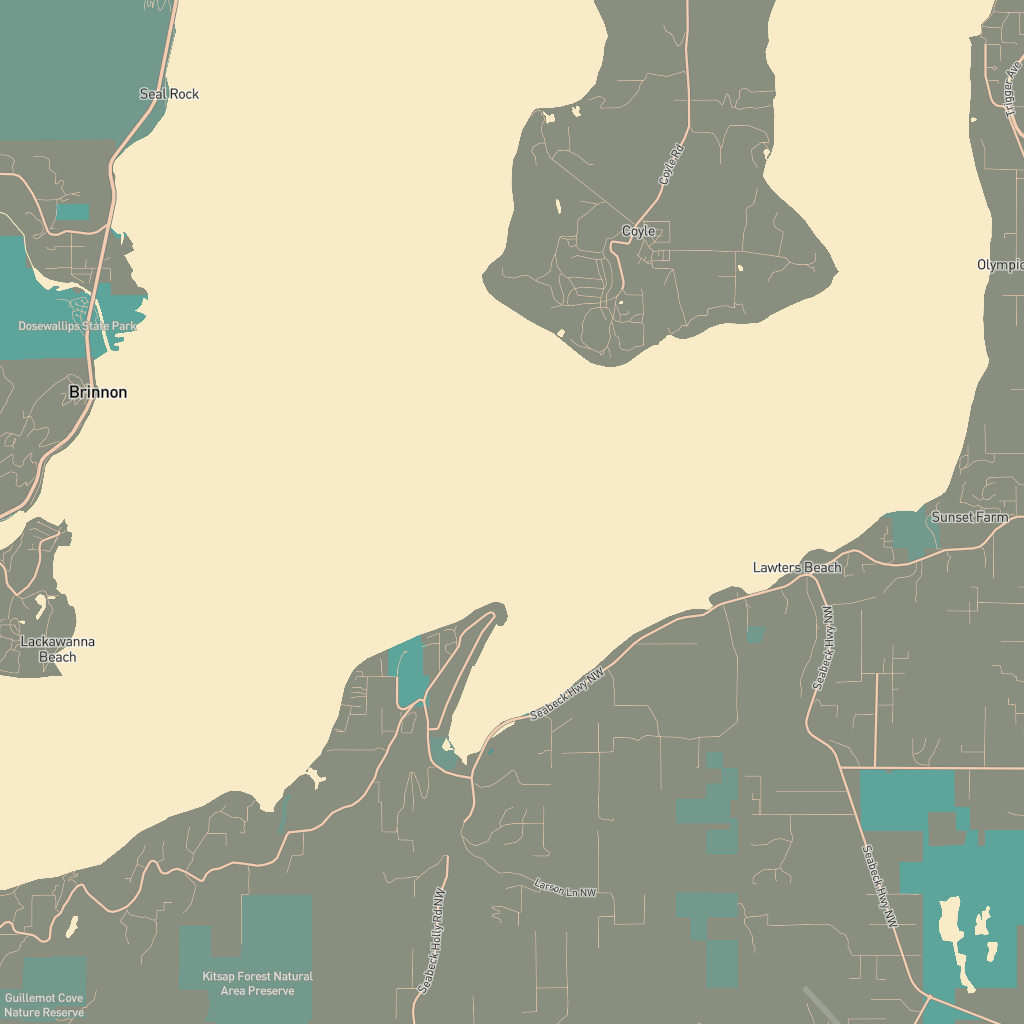 Trigger Ave
Seal Rock
Coyle Rd
Coyle
Olympic
Dosewallips State Park
Brinnon
Sunset Farm
Lawters Beach
Lackawanna
Beach
Seabeck Hwy NW
Seabeck Hwy NW
Seabeck Hwy NW
Larson Ln NW
Seabeck Holly Rd NW
Kitsap Forest Natural
Area Preserve
Guillemot Cove
Nature Reserve